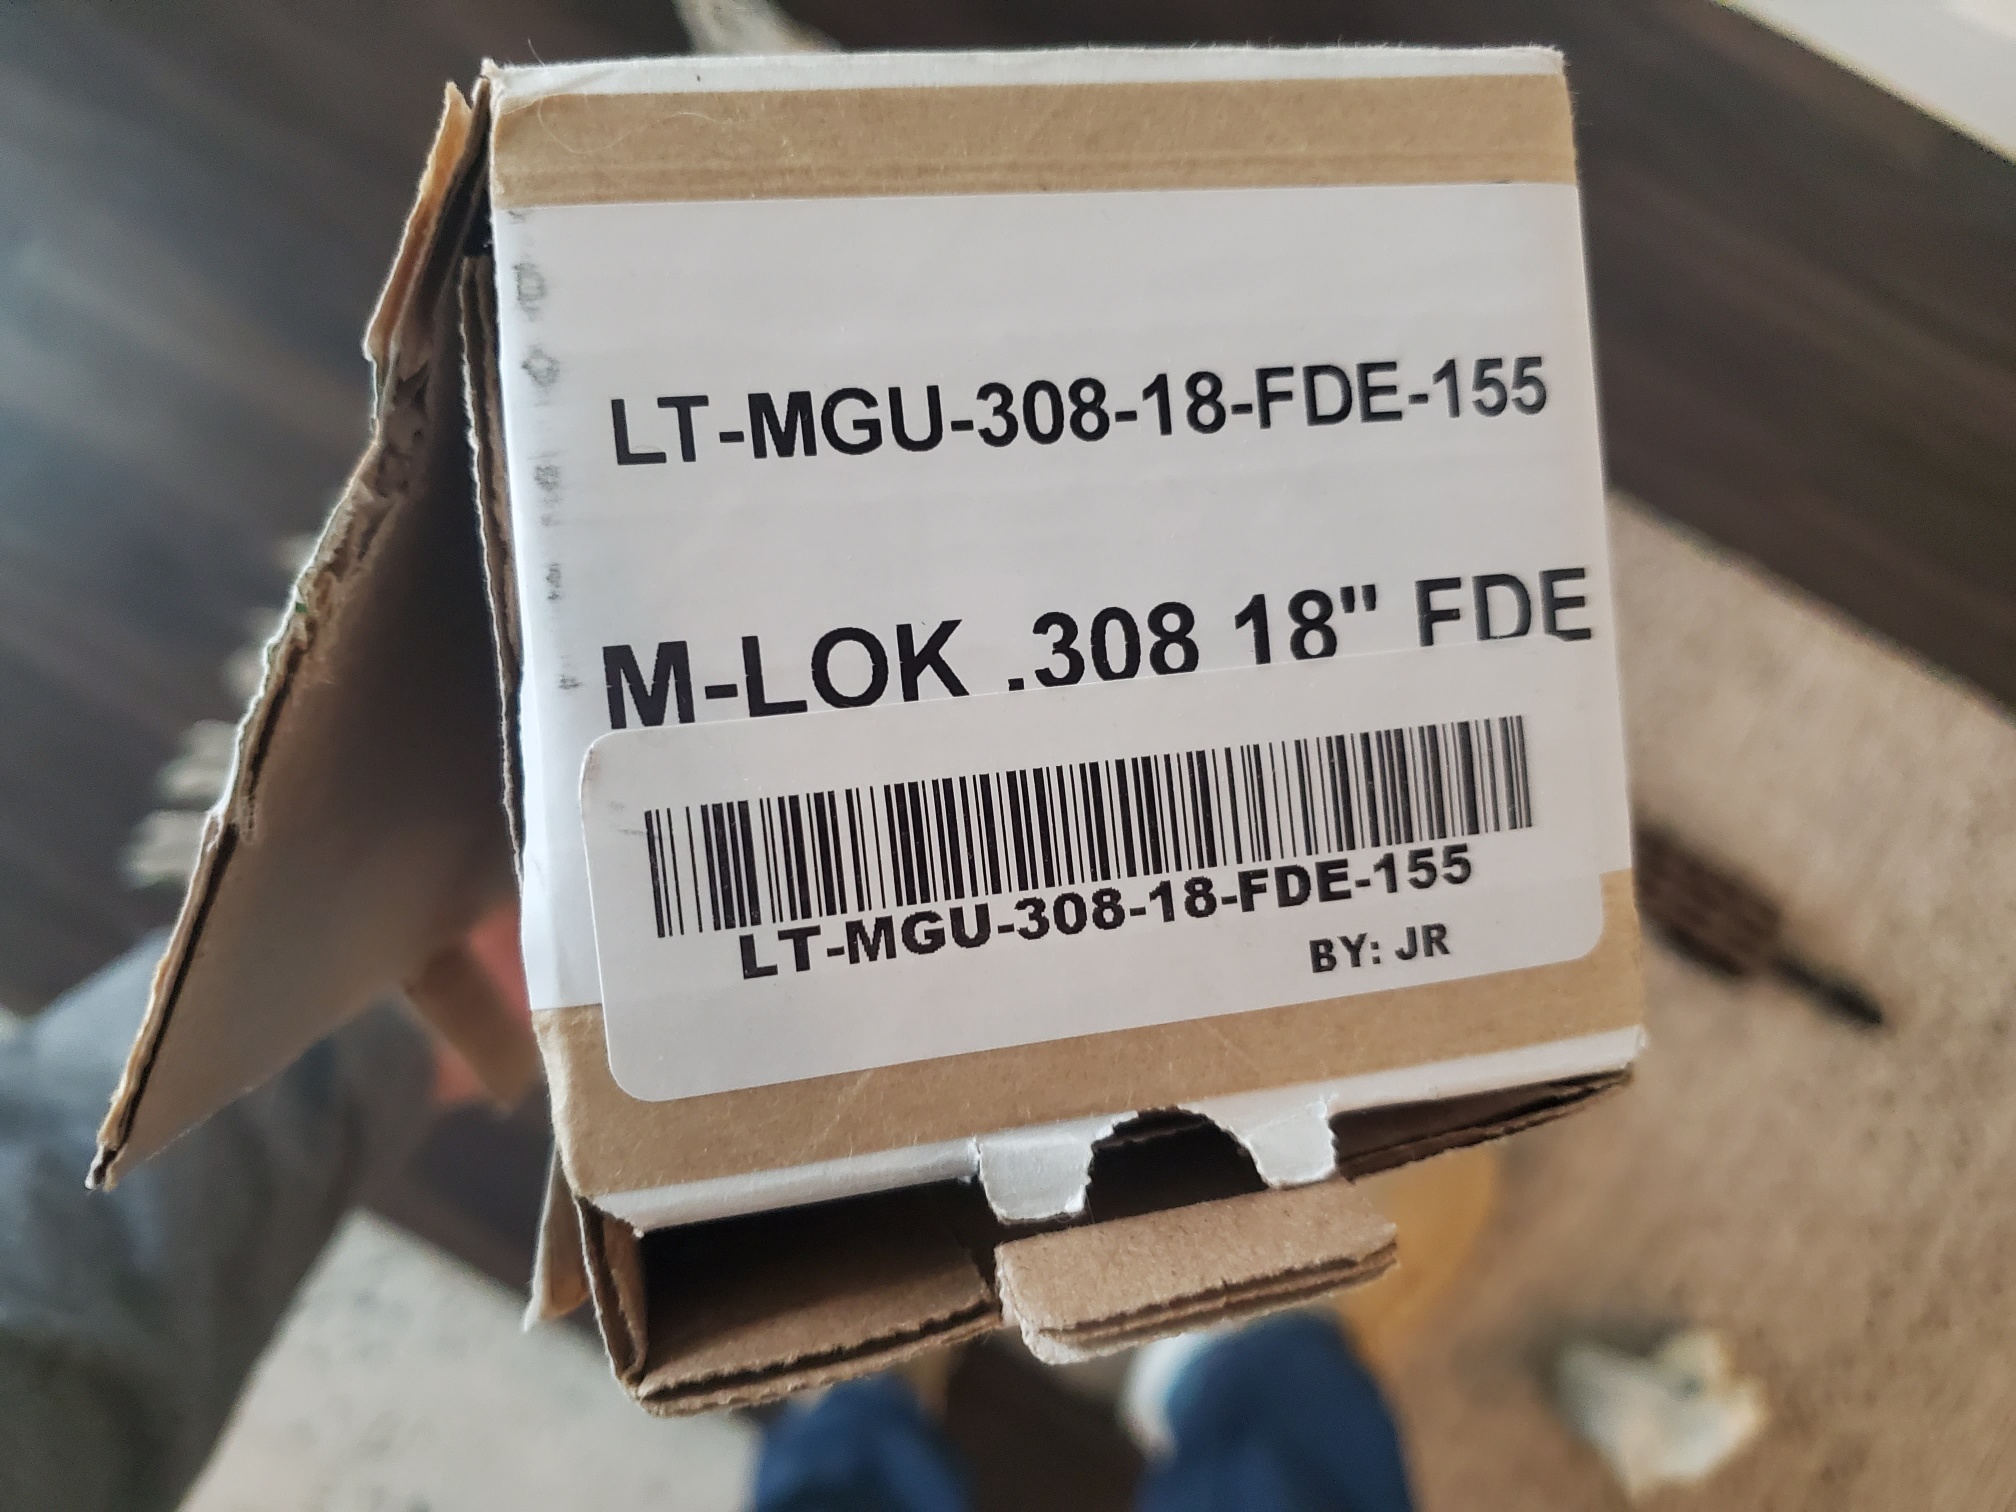 LT-MGU-308-18-FDE-155
M-LOK .308 18" FDE
LT-MGU-308-18-FDE-155
BY: JR